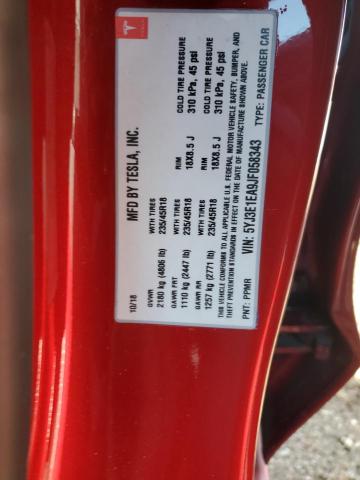 TESLA
MFD BY TESLA, INC.
10/18
GVWR WITH TIRES RIM COLD TIRE PRESSURE
2180 kg (4806 lb) 235/45R18 18X8.5 J 310 kPa, 45 psi
GAWR FRT WITH TIRES RIM COLD TIRE PRESSURE
1110 kg (2447 lb) 235/45R18 18X8.5 J 310 kPa, 45 psi
GAWR RR
1257 kg (2771 lb)
THIS VEHICLE CONFORMS TO ALL APPLICABLE U.S. FEDERAL MOTOR VEHICLE SAFETY, BUMPER, AND
THEFT PREVENTION STANDARDS IN EFFECT ON THE DATE OF MANUFACTURE SHOWN ABOVE.
VIN: 5YJ3E1EA9JF058343
PNT: PPMR TYPE: PASSENGER CAR